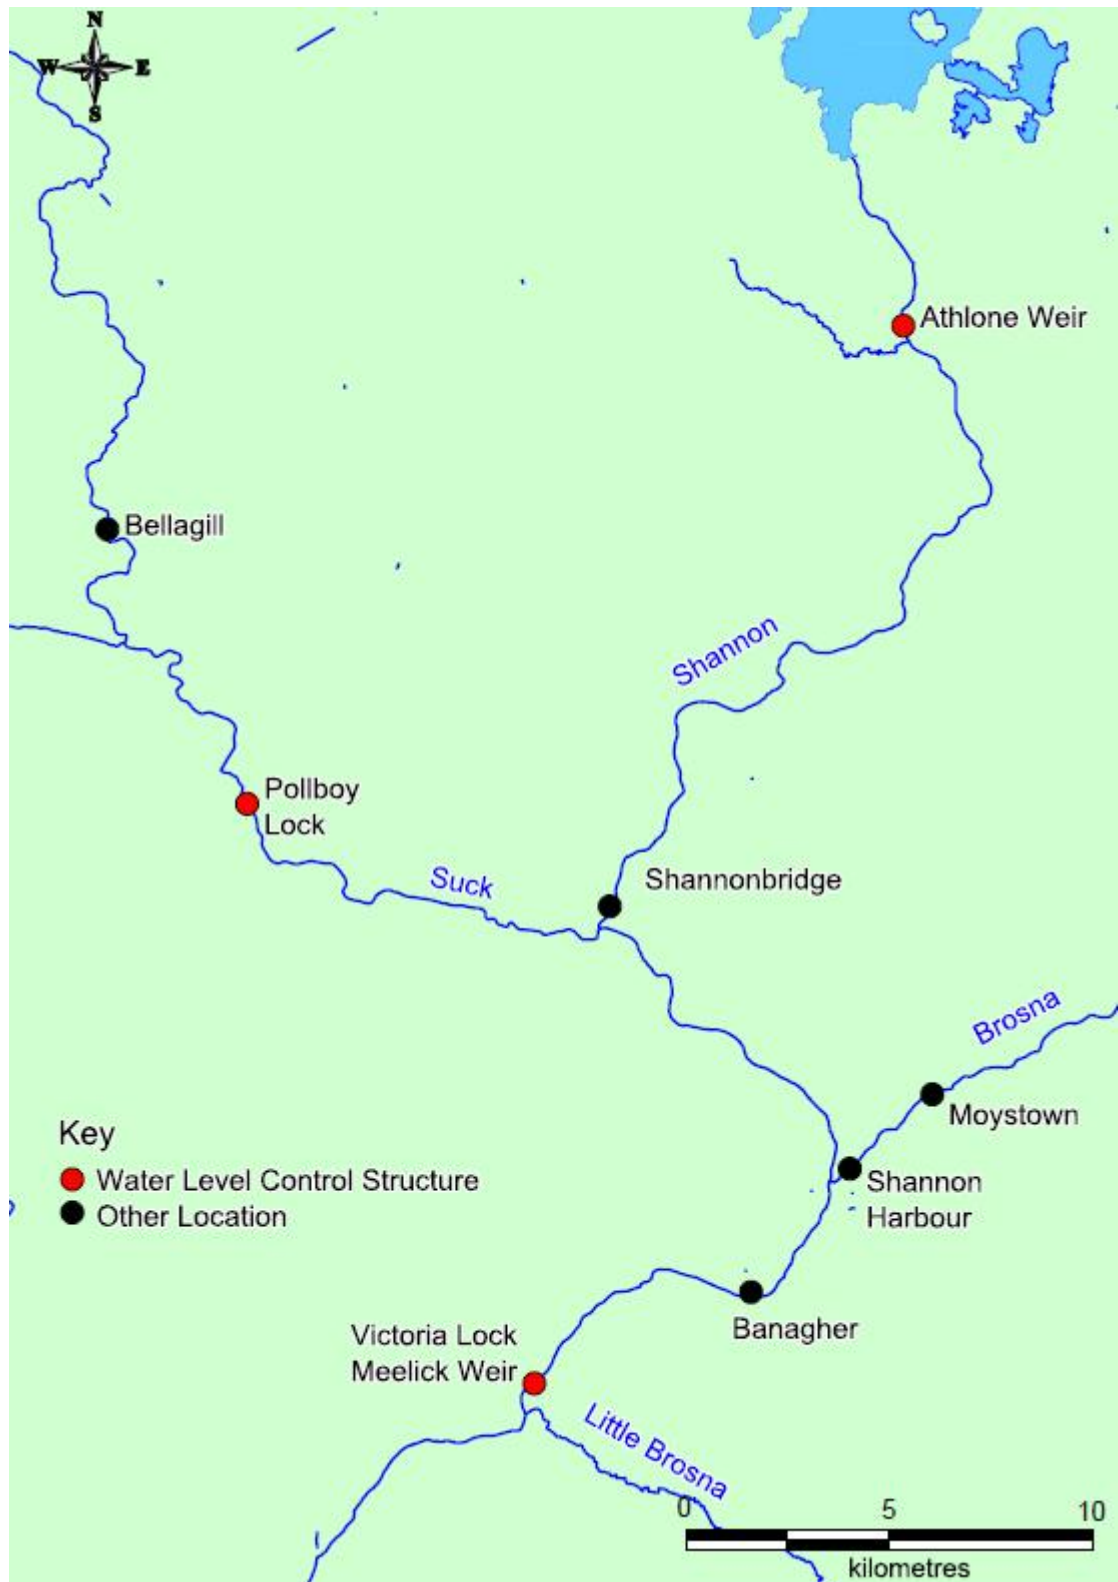 N
W E
S
Athlone Weir
Bellagill
Shannon
Pollboy
Lock
Suck
Shannonbridge
Brosna
Moystown
Key
Water Level Control Structure
Other Location
Shannon
Harbour
Banagher
Victoria Lock
Meelick Weir
Little Brosna
0 5 10
kilometres